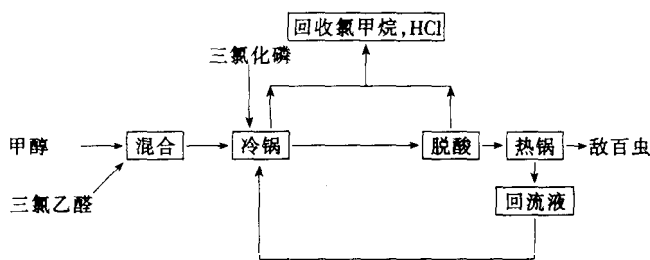 回收氯甲烷,HCl
三氯化磷
甲醇
混合
冷锅
脱酸
热锅
敌百虫
三氯乙醛
回流液